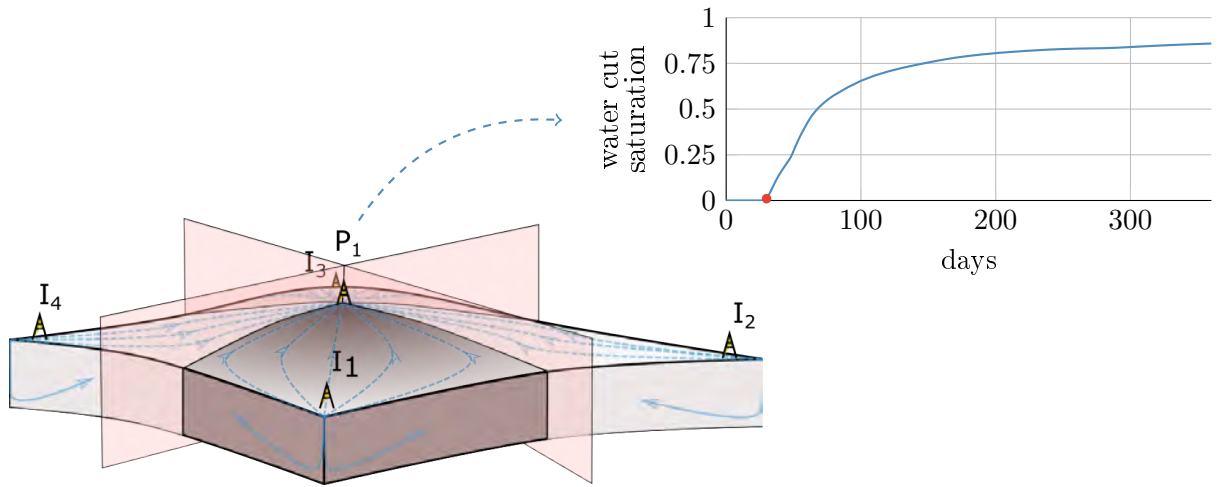 1
0.75
0.5
0.25
0
water cut
saturation
0 100 200 300
days
P1
I3
I4
I2
I1